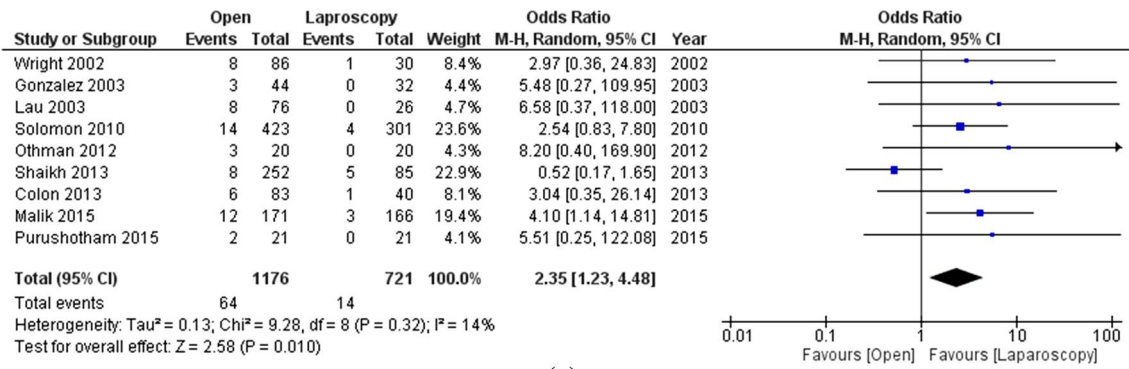 Open Laproscopy Odds Ratio Odds Ratio
Study or Subgroup Events Total Events Total Weight M-H, Random, 95% CI Year M-H, Random, 95% CI
Wright 2002 8 86 1 30 8.4% 2.97 [0.36, 24.83] 2002
Gonzalez 2003 3 44 0 32 4.4% 5.48 [0.27, 109.95] 2003
Lau 2003 8 76 0 26 4.7% 6.58 [0.37, 118.00] 2003
Solomon 2010 14 423 4 301 23.6% 2.54 [0.83, 7.80] 2010
Othman 2012 3 20 0 20 4.3% 8.20 [0.40, 169.90] 2012
Shaikh 2013 8 252 5 85 22.9% 0.52 [0.17, 1.65] 2013
Colon 2013 6 83 1 40 8.1% 3.04 [0.35, 26.14] 2013
Malik 2015 12 171 3 166 19.4% 4.10 [1.14, 14.81] 2015
Purushotham 2015 2 21 0 21 4.1% 5.51 [0.25, 122.08] 2015
Total (95% CI) 1176 721 100.0% 2.35 [1.23, 4.48]
Total events 64 14
Heterogeneity: Tau² = 0.13; Chi² = 9.28, df = 8 (P = 0.32); I² = 14%
Test for overall effect: Z = 2.58 (P = 0.010)
0.01 0.1 1 10 100
Favours [Open] Favours [Laparoscopy]